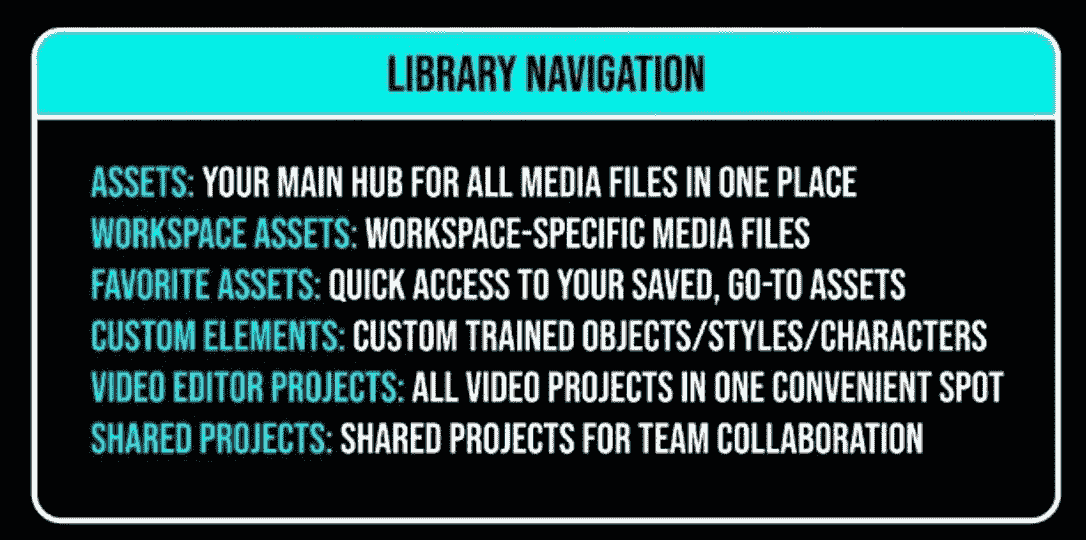 LIBRARY NAVIGATION
ASSETS: YOUR MAIN HUB FOR ALL MEDIA FILES IN ONE PLACE
WORKSPACE ASSETS: WORKSPACE-SPECIFIC MEDIA FILES
FAVORITE ASSETS: QUICK ACCESS TO YOUR SAVED, GO-TO ASSETS
CUSTOM ELEMENTS: CUSTOM TRAINED OBJECTS/STYLES/CHARACTERS
VIDEO EDITOR PROJECTS: ALL VIDEO PROJECTS IN ONE CONVENIENT SPOT
SHARED PROJECTS: SHARED PROJECTS FOR TEAM COLLABORATION